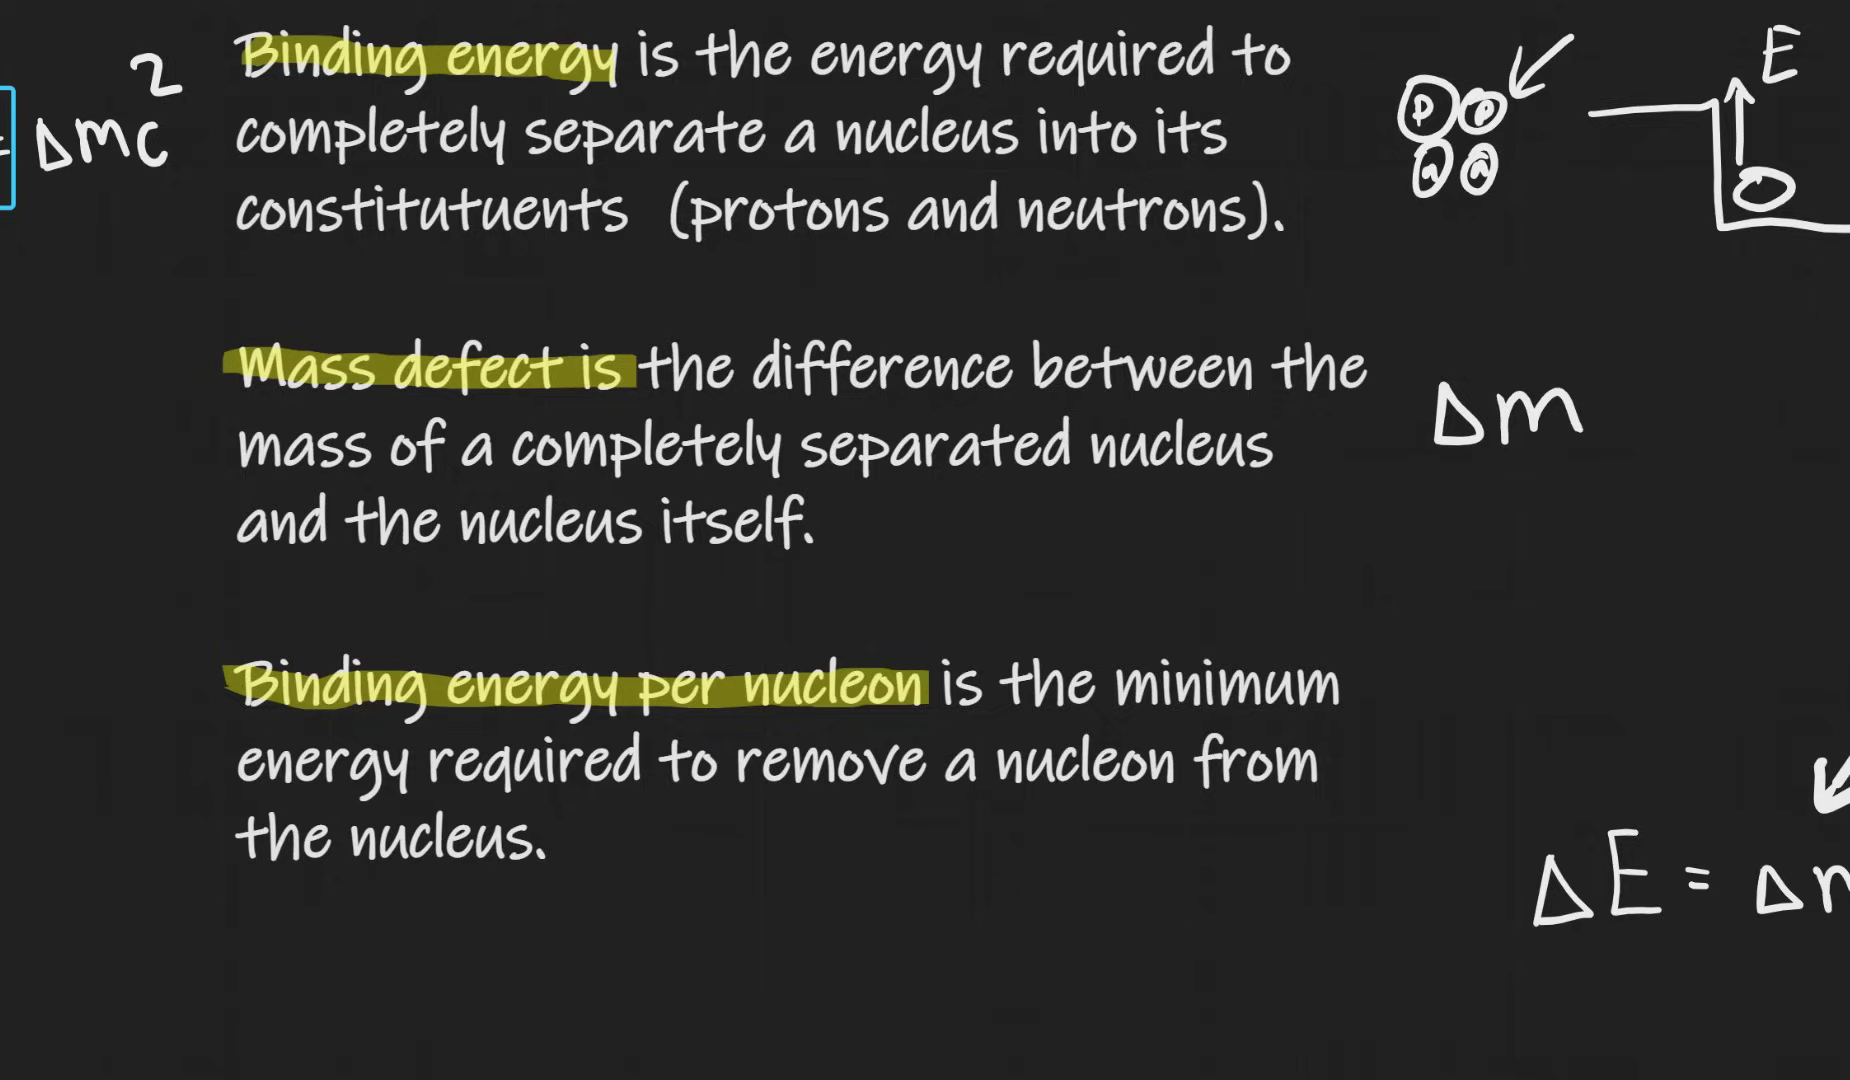 = Δmc²
Binding energy is the energy required to
completely separate a nucleus into its
constitutuents (protons and neutrons).
P P
n n
E
Mass defect is the difference between the
mass of a completely separated nucleus
and the nucleus itself.
Δm
Binding energy per nucleon is the minimum
energy required to remove a nucleon from
the nucleus.
ΔE = Δm